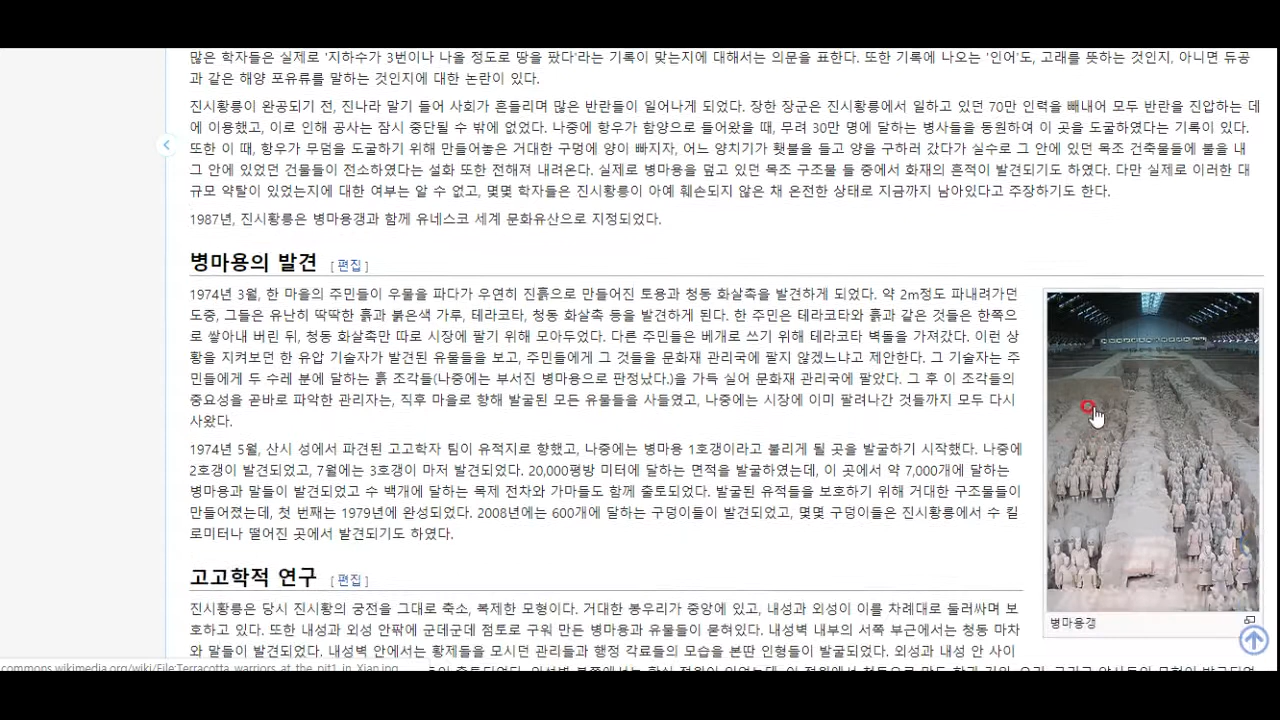 많은 학자들은 실제로 '지하수가 3번이나 나올 정도로 땅을 팠다'라는 기록이 맞는지에 대해서는 의문을 표한다. 또한 기록에 나오는 '인어'도, 고래를 뜻하는 것인지, 아니면 듀공
과 같은 해양 포유류를 말하는 것인지에 대한 논란이 있다.
진시황릉이 완공되기 전, 진나라 말기 들어 사회가 흔들리며 많은 반란들이 일어나게 되었다. 장한 장군은 진시황릉에서 일하고 있던 70만 인력을 빼내어 모두 반란을 진압하는 데
에 이용했고, 이로 인해 공사는 잠시 중단될 수 밖에 없었다. 나중에 항우가 함양으로 들어왔을 때, 무려 30만 명에 달하는 병사들을 동원하여 이 곳을 도굴하였다는 기록이 있다.
또한 이 때, 항우가 무덤을 도굴하기 위해 만들어놓은 거대한 구멍에 양이 빠지자, 어느 양치기가 횃불을 들고 양을 구하러 갔다가 실수로 그 안에 있던 목조 건축물들에 불을 내
그 안에 있었던 건물들이 전소하였다는 설화 또한 전해져 내려온다. 실제로 병마용을 덮고 있던 목조 구조물 들 중에서 화재의 흔적이 발견되기도 하였다. 다만 실제로 이러한 대
규모 약탈이 있었는지에 대한 여부는 알 수 없고, 몇몇 학자들은 진시황릉이 아예 훼손되지 않은 채 온전한 상태로 지금까지 남아있다고 주장하기도 한다.
1987년, 진시황릉은 병마용갱과 함께 유네스코 세계 문화유산으로 지정되었다.
병마용의 발견 [ 편집 ]
1974년 3월, 한 마을의 주민들이 우물을 파다가 우연히 진흙으로 만들어진 토용과 청동 화살촉을 발견하게 되었다. 약 2m정도 파내려가던
도중, 그들은 유난히 딱딱한 흙과 붉은색 가루, 테라코타, 청동 화살촉 등을 발견하게 된다. 한 주민은 테라코타와 흙과 같은 것들은 한쪽으
로 쌓아내 버린 뒤, 청동 화살촉만 따로 시장에 팔기 위해 모아두었다. 다른 주민들은 베개로 쓰기 위해 테라코타 벽돌을 가져갔다. 이런 상
황을 지켜보던 한 유압 기술자가 발견된 유물들을 보고, 주민들에게 그 것들을 문화재 관리국에 팔지 않겠느냐고 제안한다. 그 기술자는 주
민들에게 두 수레 분에 달하는 흙 조각들(나중에는 부서진 병마용으로 판정났다.)을 가득 실어 문화재 관리국에 팔았다. 그 후 이 조각들의
중요성을 곧바로 파악한 관리자는, 직후 마을로 향해 발굴된 모든 유물들을 사들였고, 나중에는 시장에 이미 팔려나간 것들까지 모두 다시
사왔다.
1974년 5월, 산시 성에서 파견된 고고학자 팀이 유적지로 향했고, 나중에는 병마용 1호갱이라고 불리게 될 곳을 발굴하기 시작했다. 나중에
2호갱이 발견되었고, 7월에는 3호갱이 마저 발견되었다. 20,000평방 미터에 달하는 면적을 발굴하였는데, 이 곳에서 약 7,000개에 달하는
병마용과 말들이 발견되었고 수 백개에 달하는 목제 전차와 가마들도 함께 출토되었다. 발굴된 유적들을 보호하기 위해 거대한 구조물들이
만들어졌는데, 첫 번째는 1979년에 완성되었다. 2008년에는 600개에 달하는 구덩이들이 발견되었고, 몇몇 구덩이들은 진시황릉에서 수 킬
로미터나 떨어진 곳에서 발견되기도 하였다.
병마용갱
고고학적 연구 [ 편집 ]
진시황릉은 당시 진시황의 궁전을 그대로 축소, 복제한 모형이다. 거대한 봉우리가 중앙에 있고, 내성과 외성이 이를 차례대로 둘러싸며 보
호하고 있다. 또한 내성과 외성 안팎에 군데군데 점토로 구워 만든 병마용과 유물들이 묻혀있다. 내성벽 내부의 서쪽 부근에서는 청동 마차
와 말들이 발굴되었다. 내성벽 안에서는 황제들을 모시던 관리들과 행정 각료들의 모습을 본딴 인형들이 발굴되었다. 외성과 내성 안 사이
commons.wikimedia.org/wiki/File:Terracotta_warriors_at_the_pit1_in_Xian.jpg